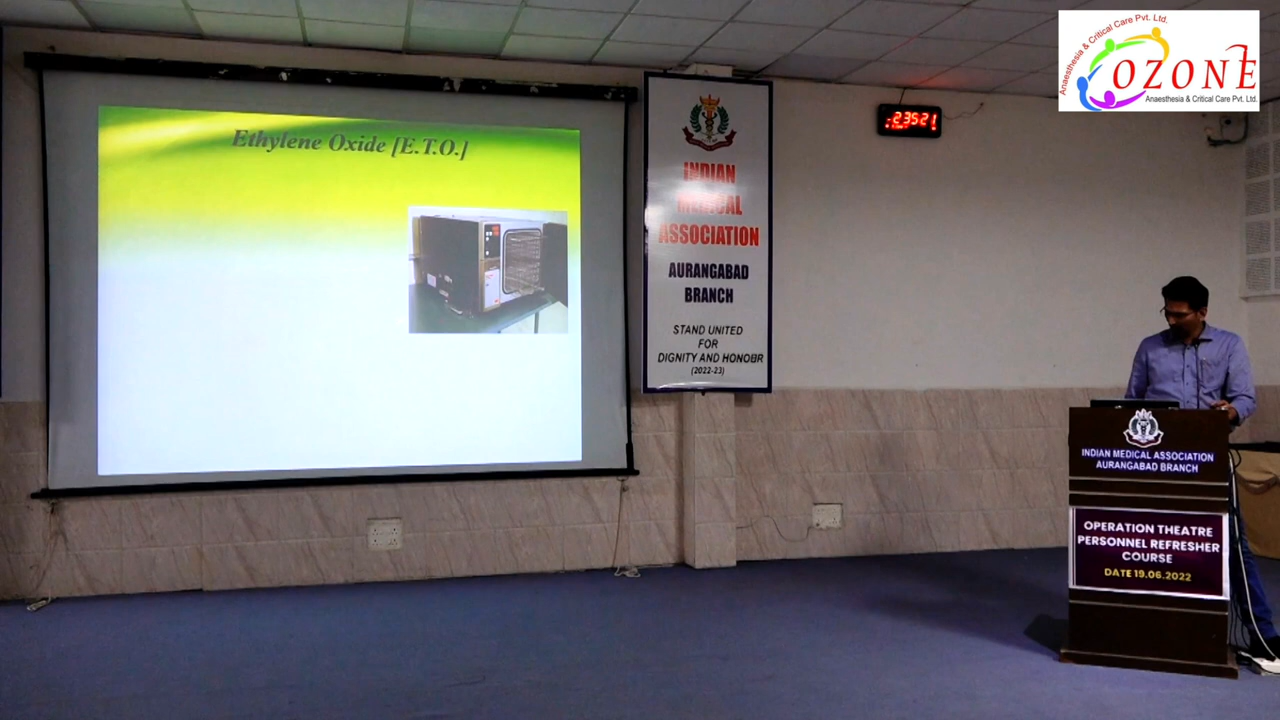 Ethylene Oxide [E.T.O.]
INDIAN
MEDICAL
ASSOCIATION
AURANGABAD
BRANCH
STAND UNITED
FOR
DIGNITY AND HONOUR
(2022-23)
Anaesthesia & Critical Care Pvt. Ltd.
OZONE
Anaesthesia & Critical Care Pvt. Ltd.
INDIAN MEDICAL ASSOCIATION
AURANGABAD BRANCH
OPERATION THEATRE
PERSONNEL REFRESHER
COURSE
DATE 19.06.2022